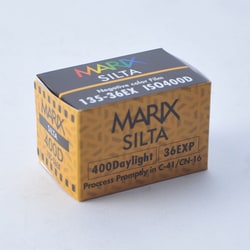 MARIX
SILTA
Negative color Film
135-36EX ISO400D
MARIX
SILTA
400Daylight 36EXP
Proccess Promptly in C-41/CN-16
MARIX
400D